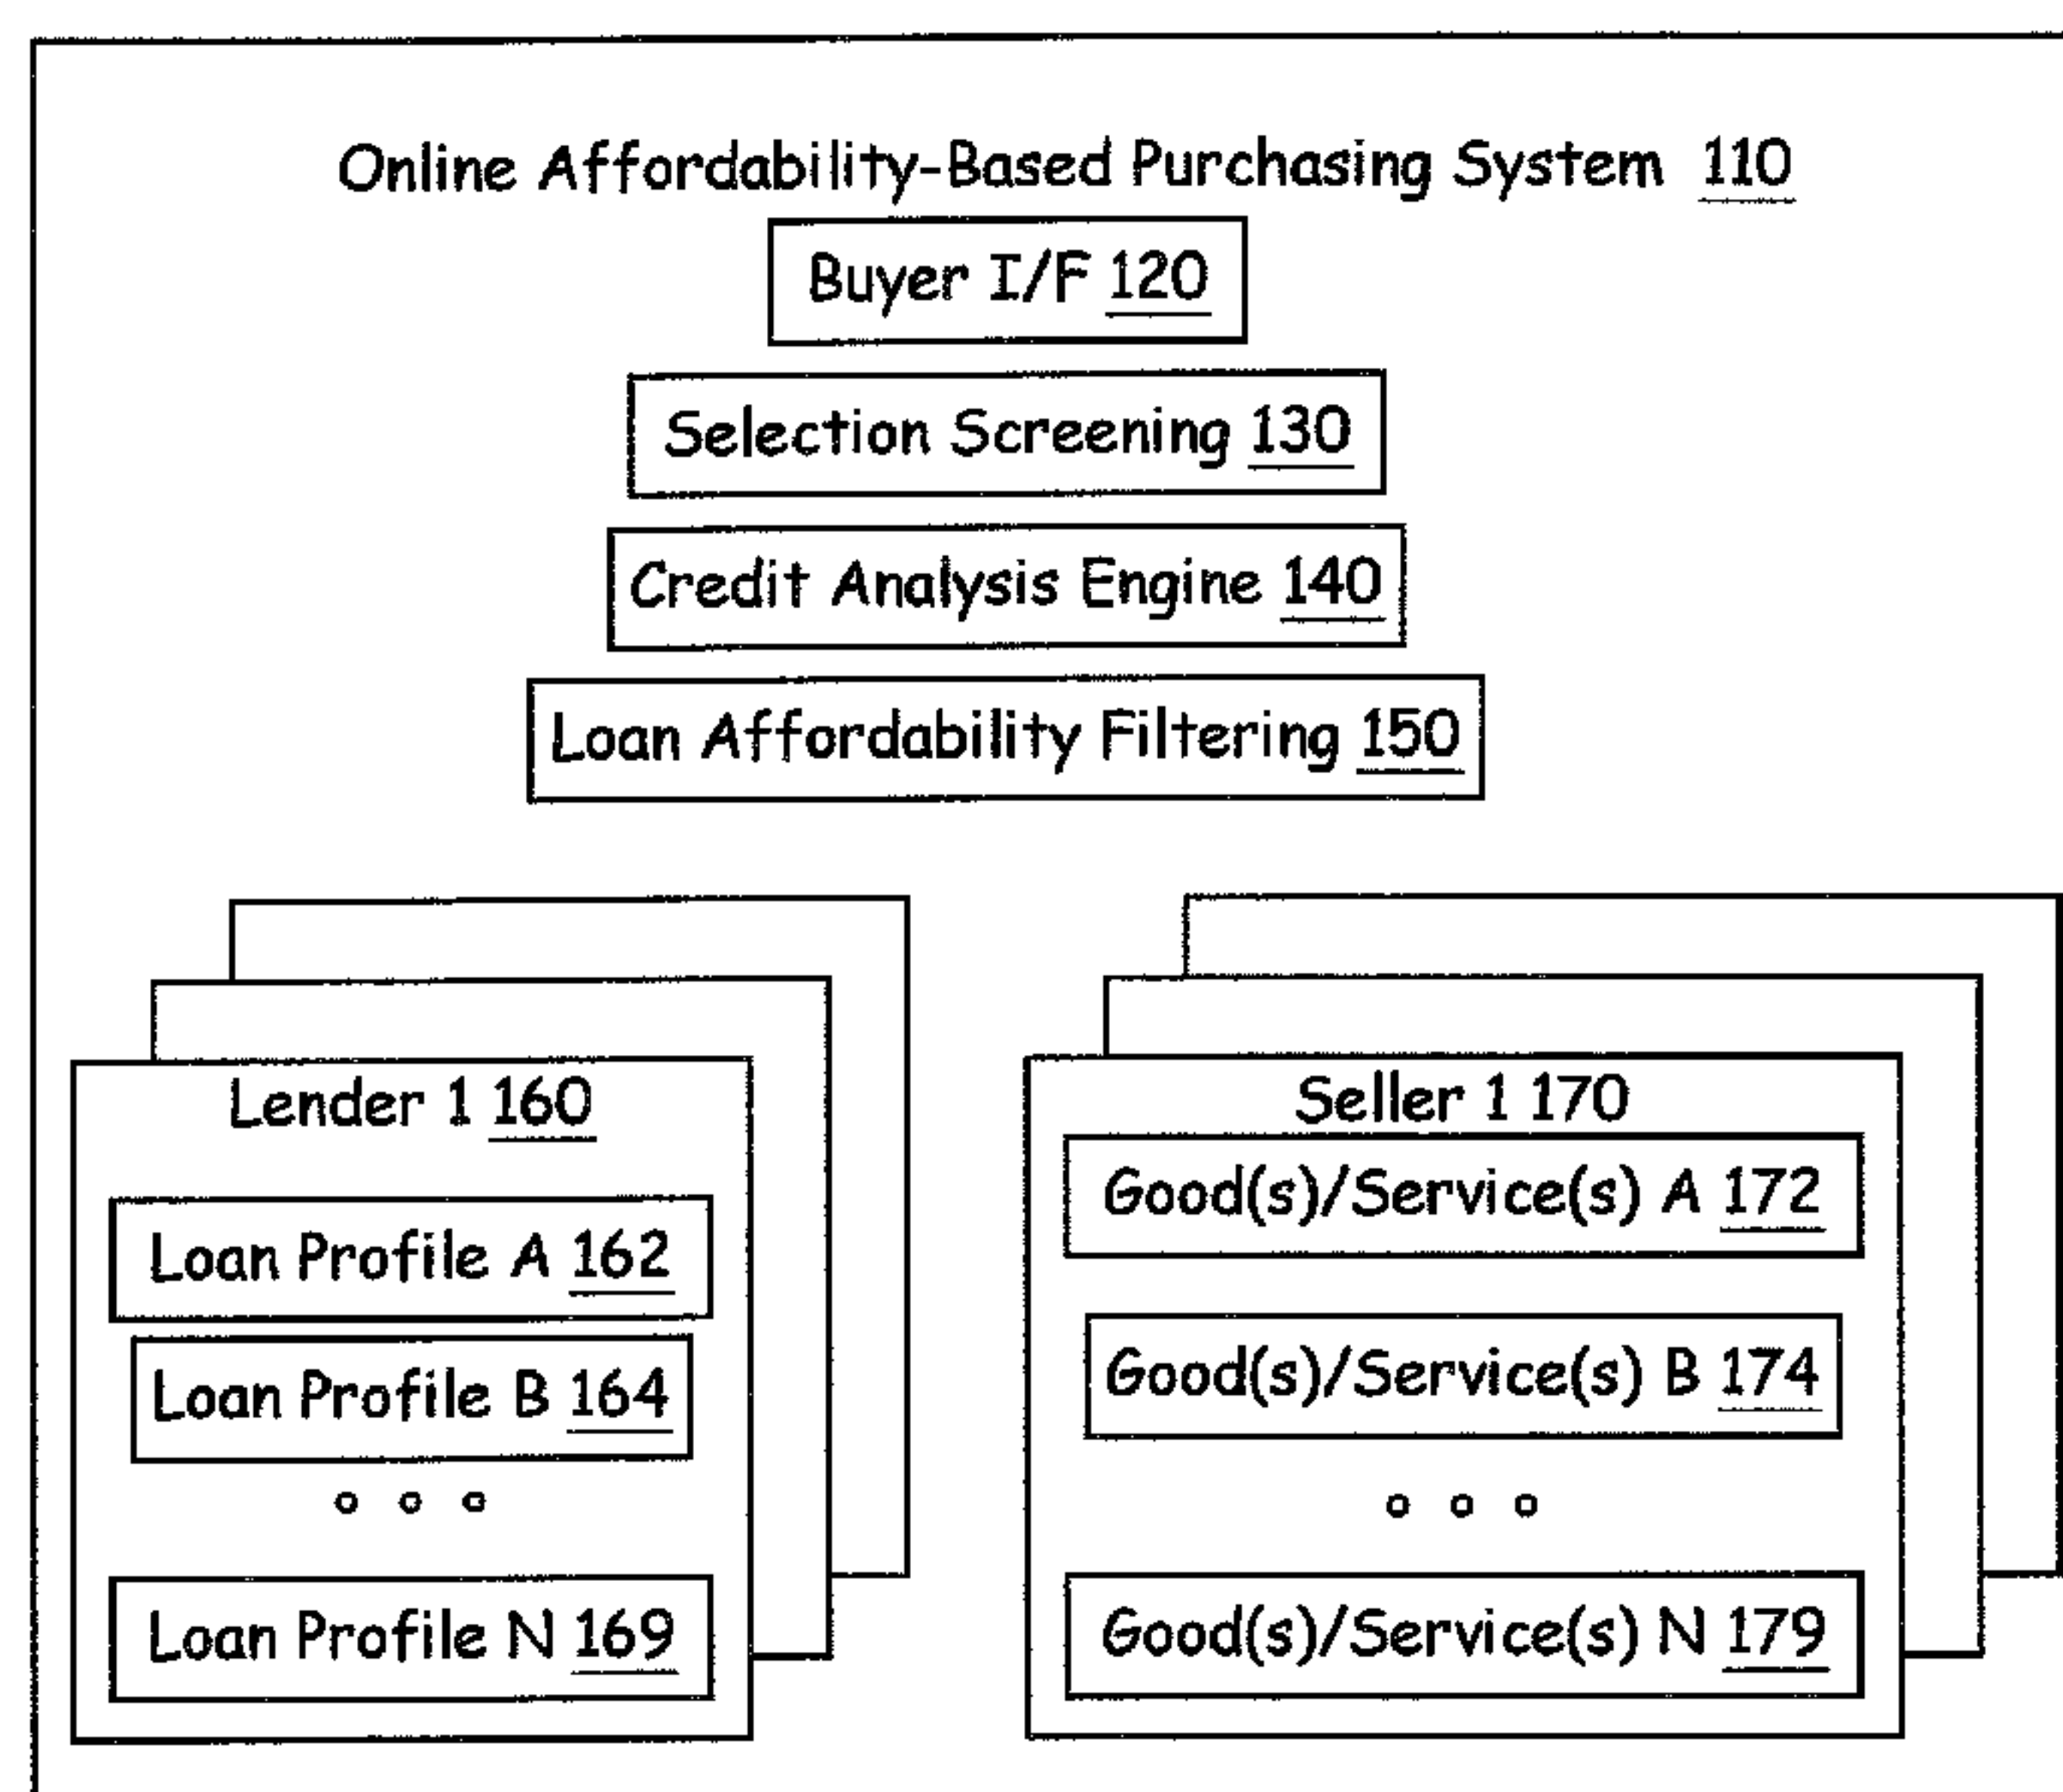 Online Affordability-Based Purchasing System 110
Buyer I/F 120
Selection Screening 130
Credit Analysis Engine 140
Loan Affordability Filtering 150
Lender 1 160
Loan Profile A 162
Loan Profile B 164
Loan Profile N 169
Seller 1 170
Good(s)/Service(s) A 172
Good(s)/Service(s) B 174
Good(s)/Service(s) N 179